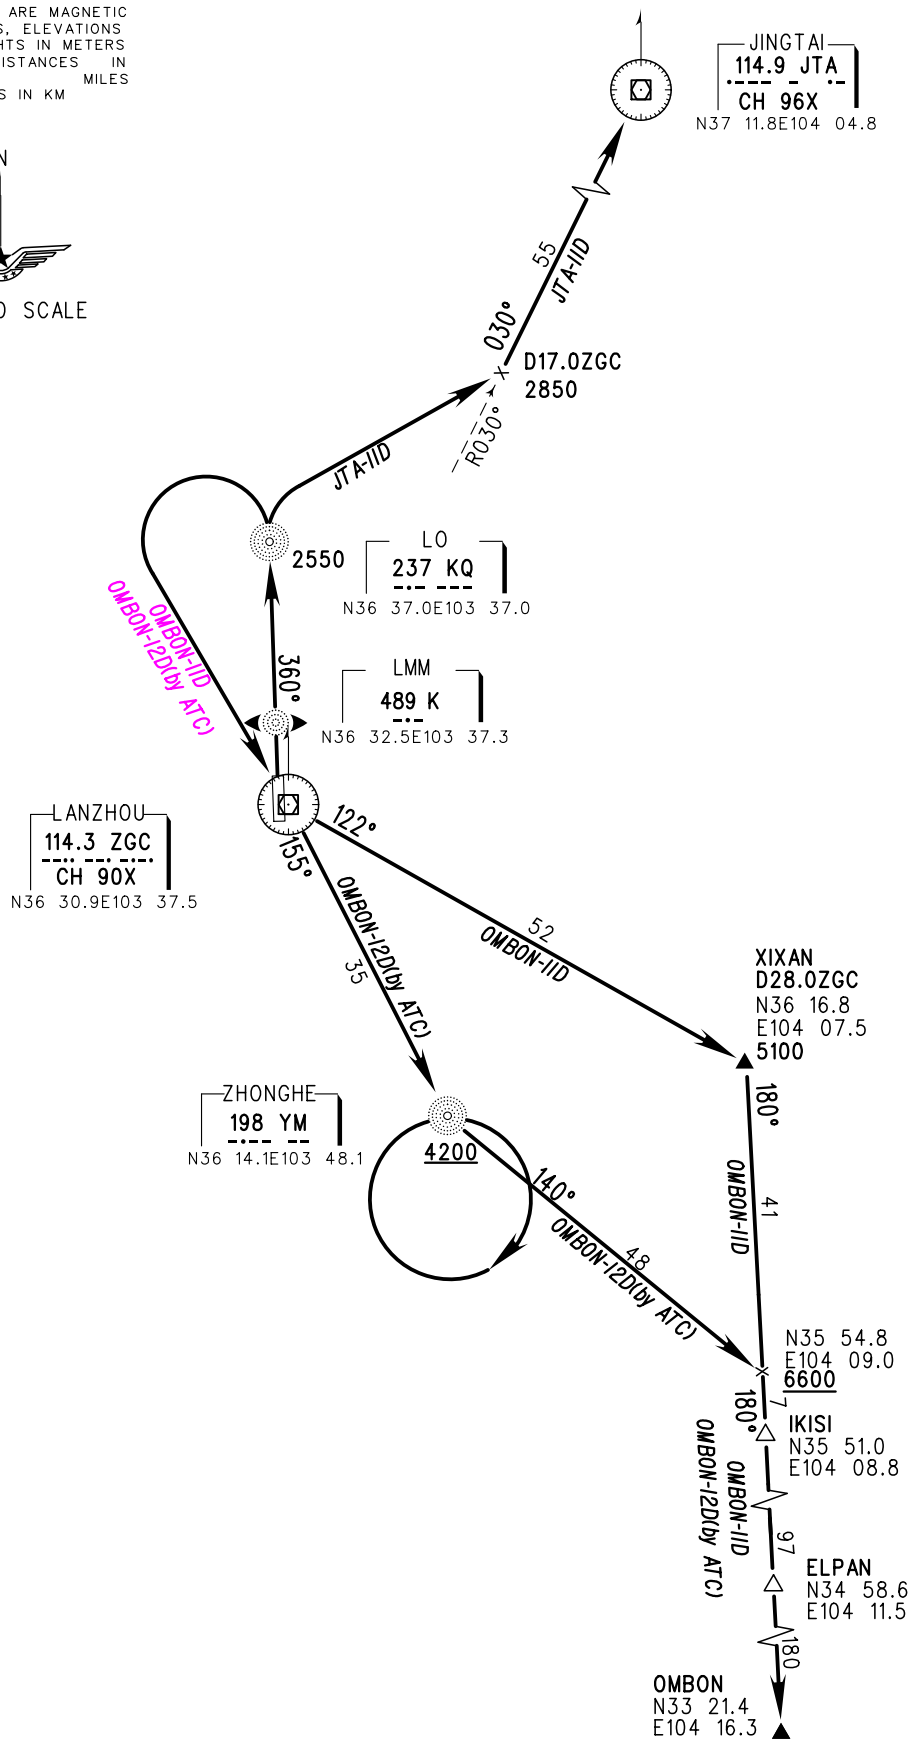 ARE MAGNETIC
S, ELEVATIONS
HTS IN METERS
ISTANCES IN
MILES
S IN KM
N
O SCALE
JINGTAI
114.9 JTA
CH 96X
N37 11.8E104 04.8
55
JTA-11D
030°
D17.0ZGC
2850
R030°
JTA-11D
2550
LO
237 KQ
N36 37.0E103 37.0
OMBON-11D
OMBON-12D(by ATC)
360°
LMM
489 K
N36 32.5E103 37.3
LANZHOU
114.3 ZGC
CH 90X
N36 30.9E103 37.5
122°
155°
OMBON-12D(by ATC)
35
52
OMBON-11D
XIXAN
D28.0ZGC
N36 16.8
E104 07.5
5100
ZHONGHE
198 YM
N36 14.1E103 48.1
4200
180°
OMBON-11D
41
140°
48
OMBON-12D(by ATC)
N35 54.8
E104 09.0
6600
180°
7
IKISI
N35 51.0
E104 08.8
OMBON-11D
OMBON-12D(by ATC)
97
ELPAN
N34 58.6
E104 11.5
180
OMBON
N33 21.4
E104 16.3